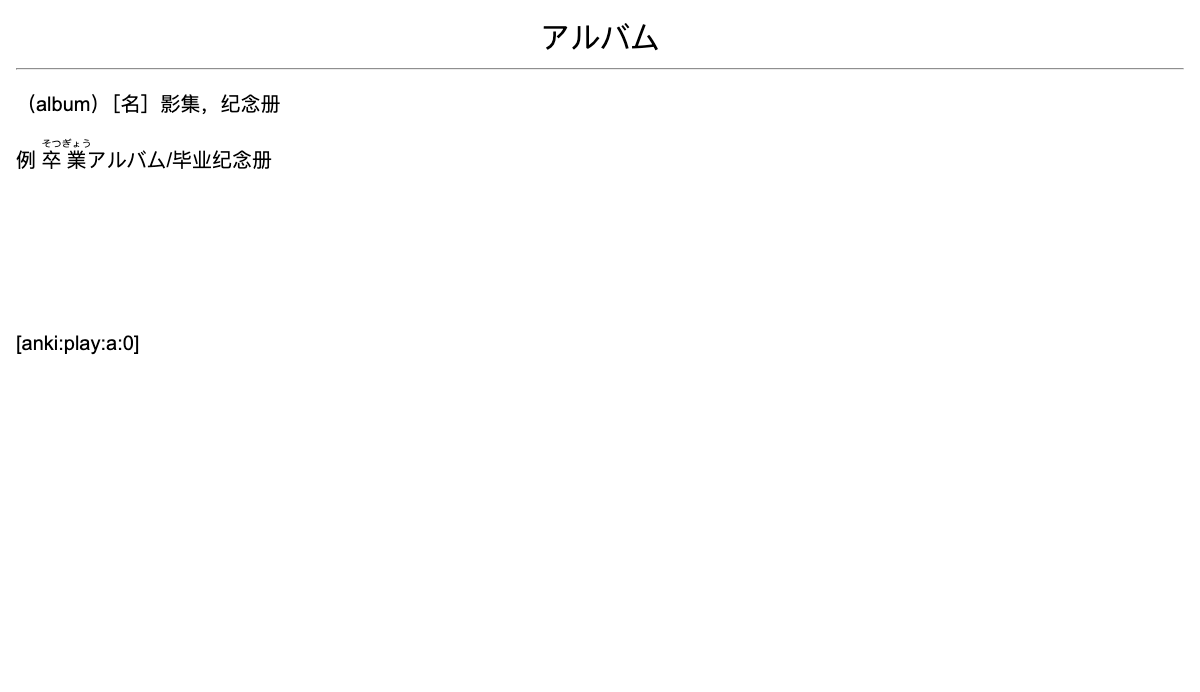 アルバム
（album）［名］影集，纪念册
そつぎょう
例 卒業アルバム/毕业纪念册
[anki:play:a:0]